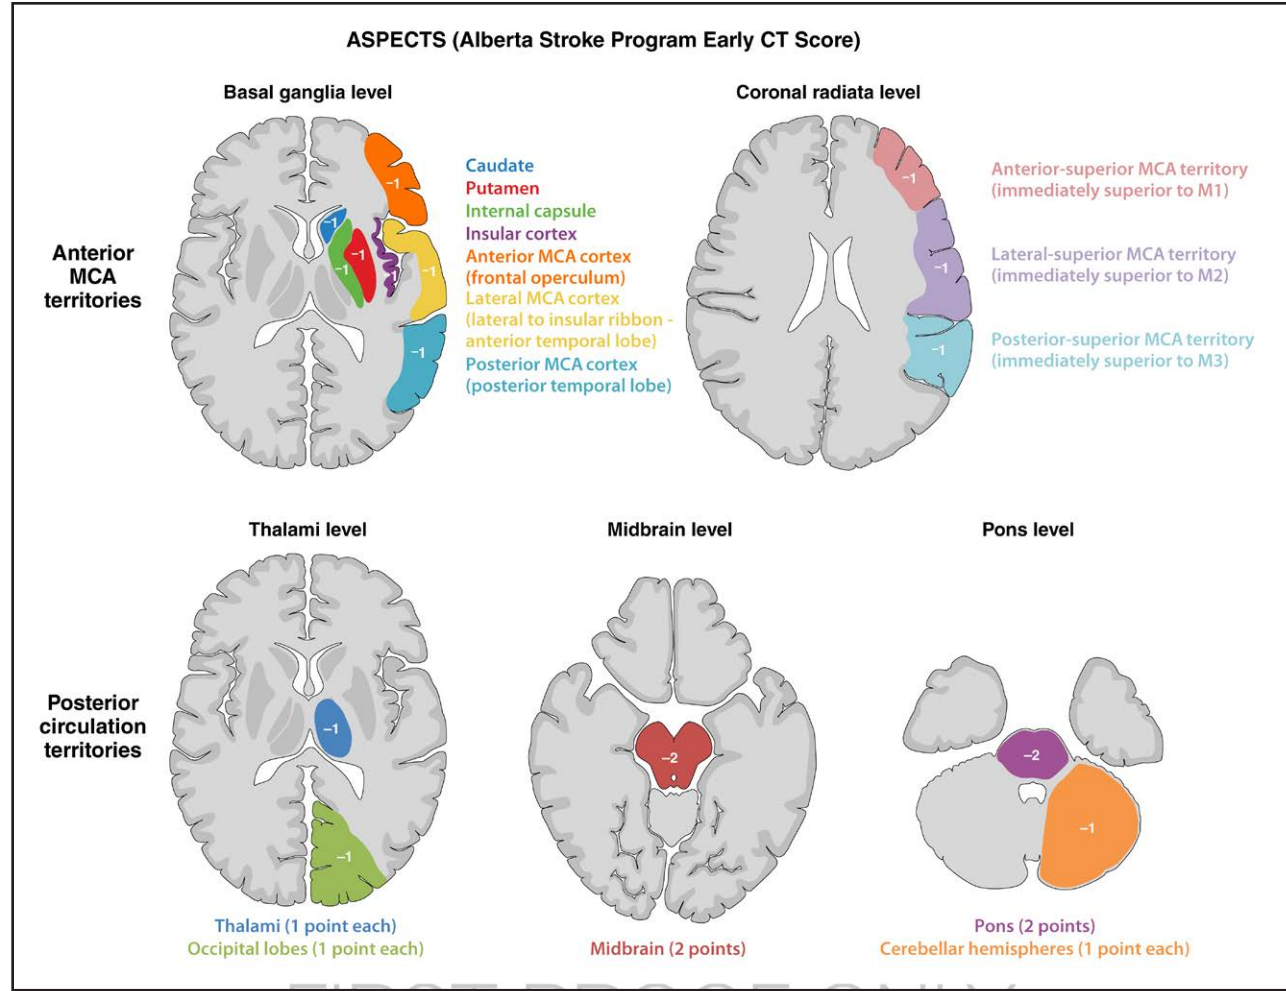 ASPECTS (Alberta Stroke Program Early CT Score)
Basal ganglia level
Coronal radiata level
Anterior
MCA
territories
-1
-1
-1
-1
1
-1
-1
Caudate
Putamen
Internal capsule
Insular cortex
Anterior MCA cortex
(frontal operculum)
Lateral MCA cortex
(lateral to insular ribbon -
anterior temporal lobe)
Posterior MCA cortex
(posterior temporal lobe)
-1
-1
-1
Anterior-superior MCA territory
(immediately superior to M1)
Lateral-superior MCA territory
(immediately superior to M2)
Posterior-superior MCA territory
(immediately superior to M3)
Thalami level
Midbrain level
Pons level
Posterior
circulation
territories
-1
-1
-2
-2
-1
Thalami (1 point each)
Occipital lobes (1 point each)
Midbrain (2 points)
Pons (2 points)
Cerebellar hemispheres (1 point each)
FIRST PROOF ONLY